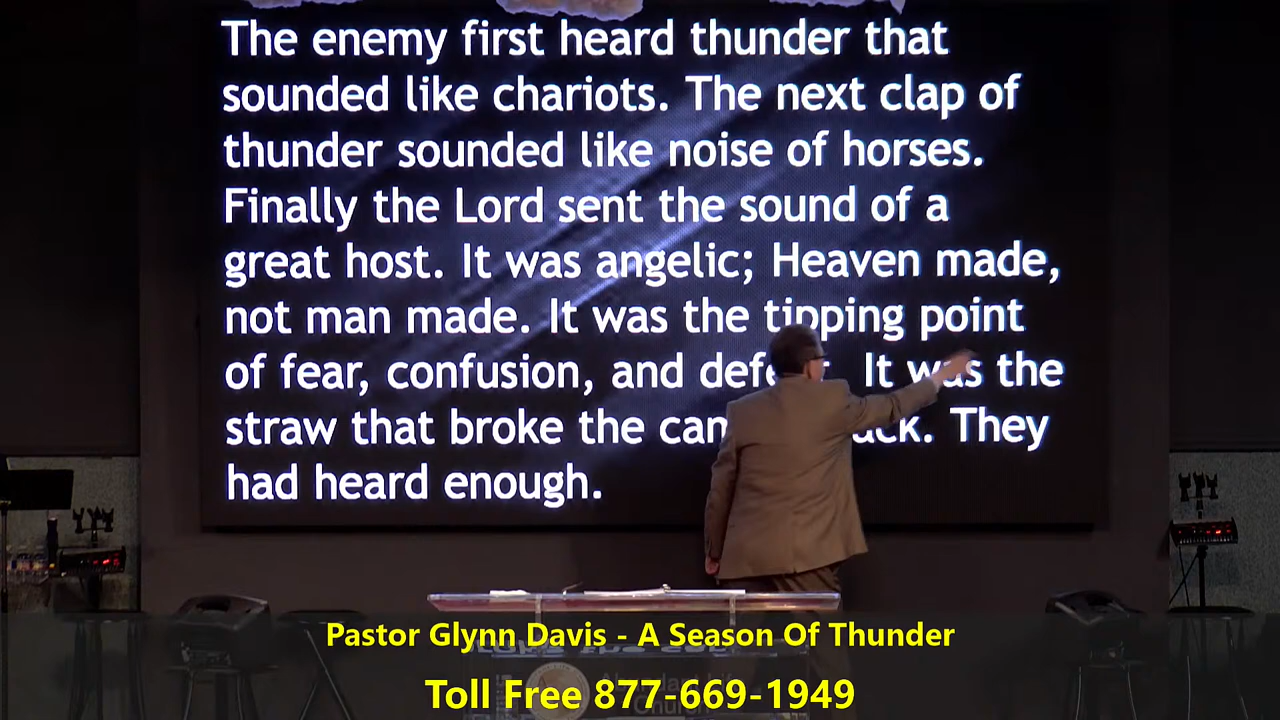 The enemy first heard thunder that
sounded like chariots. The next clap of
thunder sounded like noise of horses.
Finally the Lord sent the sound of a
great host. It was angelic; Heaven made,
not man made. It was the tipping point
of fear, confusion, and It was the
straw that broke the They
had heard enough.
Pastor Glynn Davis - A Season Of Thunder
Toll Free 877-669-1949
Church